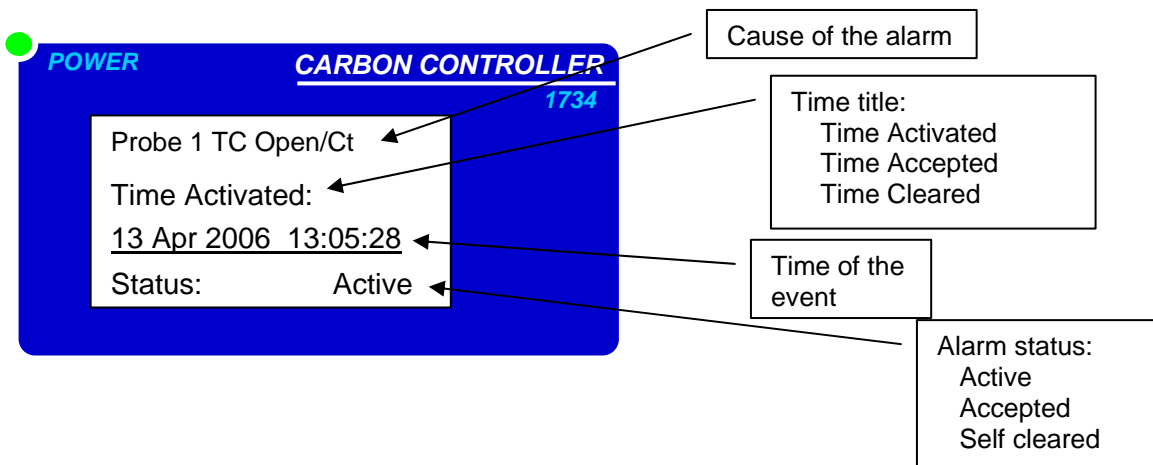 POWER
CARBON CONTROLLER
1734
Probe 1 TC Open/Ct
Time Activated:
13 Apr 2006 13:05:28
Status: Active
Cause of the alarm
Time title:
Time Activated
Time Accepted
Time Cleared
Time of the
event
Alarm status:
Active
Accepted
Self cleared